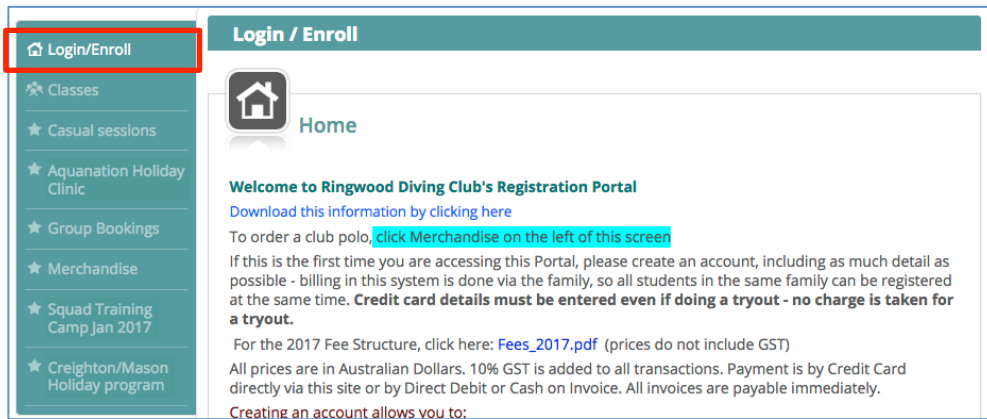 Login/Enroll
Classes
Casual sessions
Aquanation Holiday
Clinic
Group Bookings
Merchandise
Squad Training
Camp Jan 2017
Creighton/Mason
Holiday program
Login / Enroll
Home
Welcome to Ringwood Diving Club's Registration Portal
Download this information by clicking here
To order a club polo, click Merchandise on the left of this screen
If this is the first time you are accessing this Portal, please create an account, including as much detail as
possible - billing in this system is done via the family, so all students in the same family can be registered
at the same time. Credit card details must be entered even if doing a tryout - no charge is taken for
a tryout.
For the 2017 Fee Structure, click here: Fees_2017.pdf (prices do not include GST)
All prices are in Australian Dollars. 10% GST is added to all transactions. Payment is by Credit Card
directly via this site or by Direct Debit or Cash on Invoice. All invoices are payable immediately.
Creating an account allows you to: